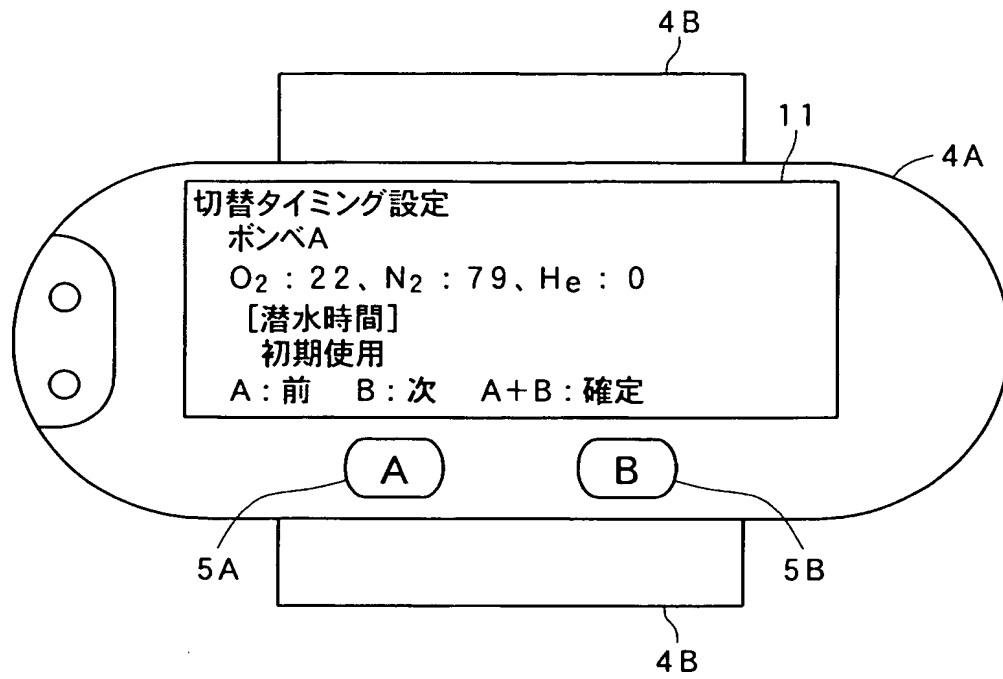 4B
11
4A
切替タイミング設定
ボンベA
O₂：22、N₂：79、He：0
[潜水時間]
初期使用
A：前 B：次 A＋B：確定
A B
5A 5B
4B